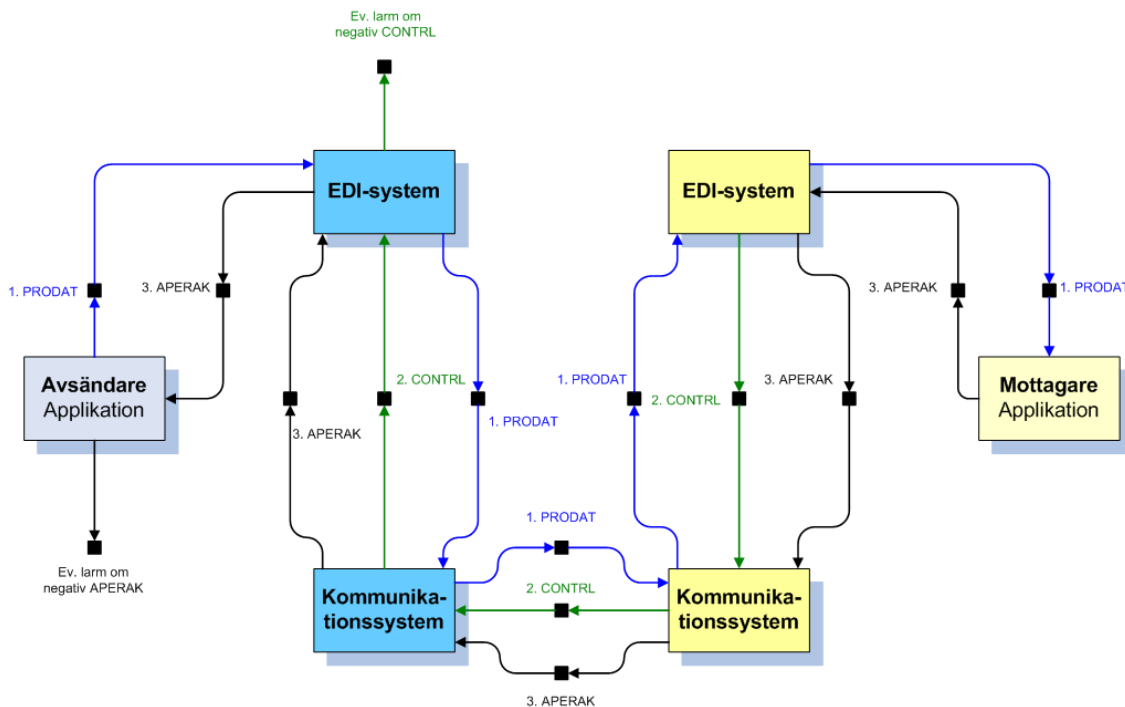 Ev. larm om
negativ CONTRL
EDI-system
EDI-system
1. PRODAT
3. APERAK
3. APERAK
1. PRODAT
Avsändare
Applikation
2. CONTRL
1. PRODAT
3. APERAK
1. PRODAT
2. CONTRL
3. APERAK
Mottagare
Applikation
Ev. larm om
negativ APERAK
1. PRODAT
Kommunika-
tionssystem
2. CONTRL
Kommunika-
tionssystem
3. APERAK